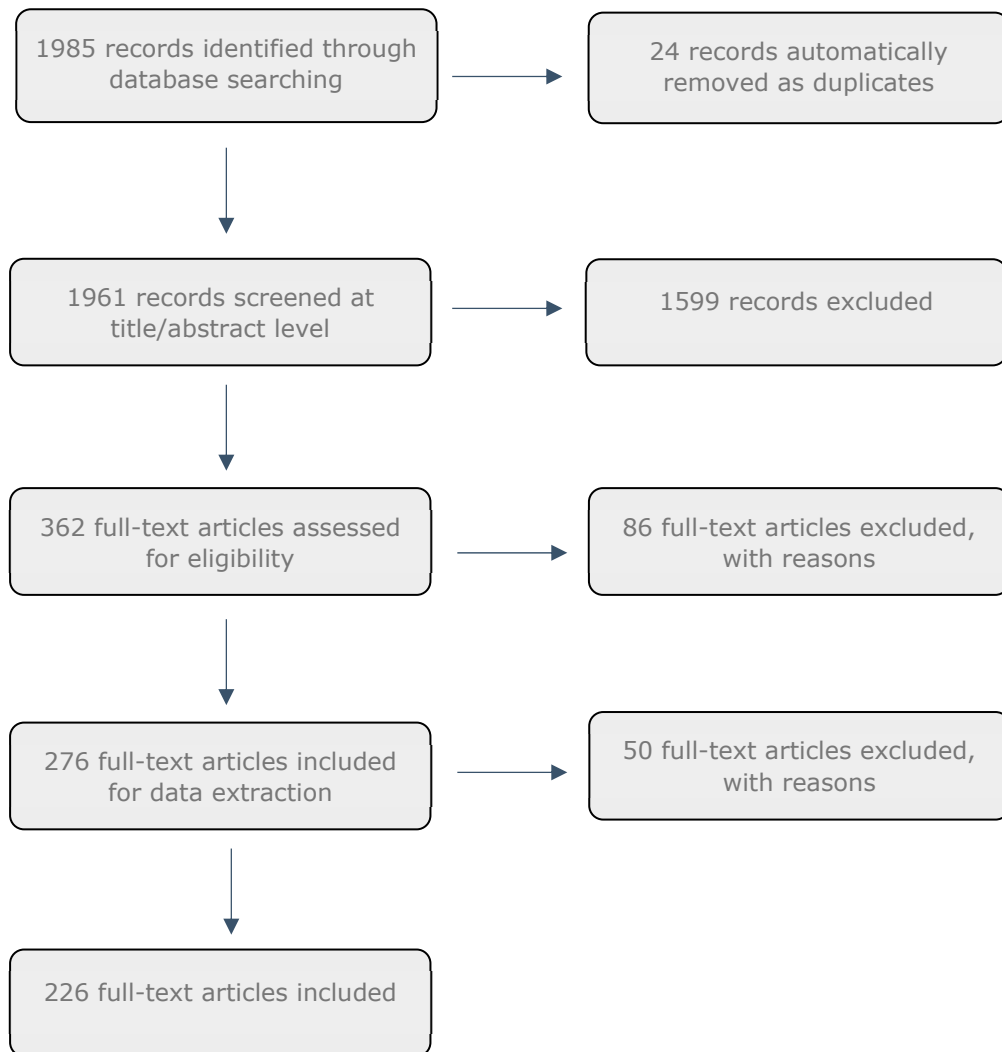 1985 records identified through
database searching
24 records automatically
removed as duplicates
1961 records screened at
title/abstract level
1599 records excluded
362 full-text articles assessed
for eligibility
86 full-text articles excluded,
with reasons
276 full-text articles included
for data extraction
50 full-text articles excluded,
with reasons
226 full-text articles included